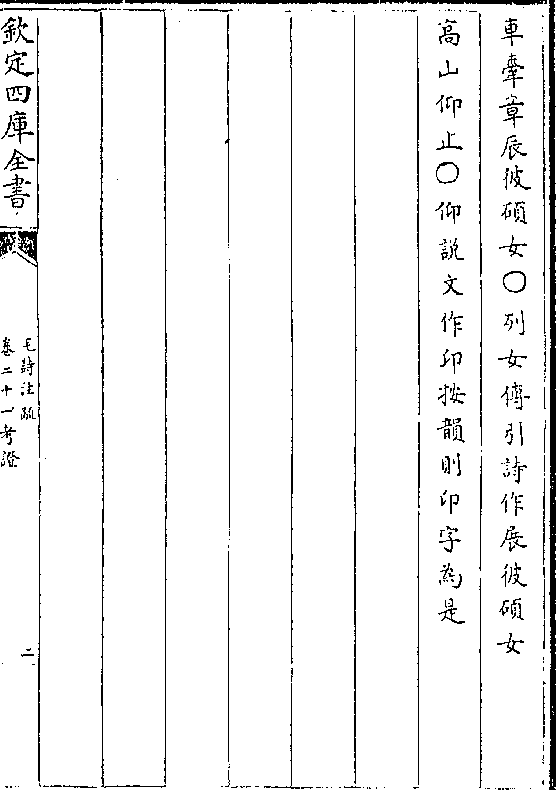 車舝章辰彼碩女〇列女傳引詩作展彼碩女
高山仰止〇仰說文作卬按韻則卬字為是
欽定四庫全書
毛詩注疏
卷二十一考證
二